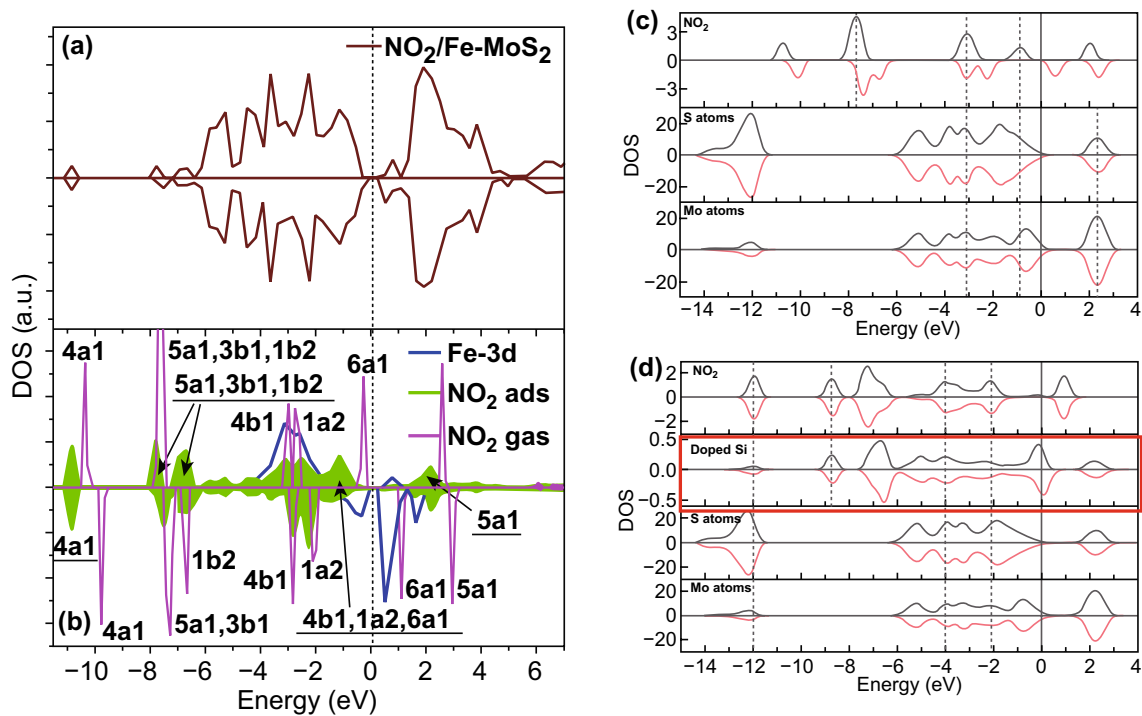 (a)
NO2/Fe-MoS2
DOS (a.u.)
4a1
5a1,3b1,1b2
5a1,3b1,1b2
4b1
1a2
6a1
Fe-3d
NO2 ads
NO2 gas
5a1
4a1
4a1
1b2
5a1,3b1
4b1
1a2
6a1
5a1
4b1,1a2,6a1
(b)
−10 −8 −6 −4 −2 0 2 4 6
Energy (eV)
(c)
NO2
3
0
−3
S atoms
20
0
−20
DOS
Mo atoms
20
0
−20
−14 −12 −10 −8 −6 −4 −2 0 2 4
Energy (eV)
(d)
NO2
2
0
−2
Doped Si
0.5
0.0
−0.5
DOS
S atoms
20
0
−20
Mo atoms
20
0
−20
−14 −12 −10 −8 −6 −4 −2 0 2 4
Energy (eV)